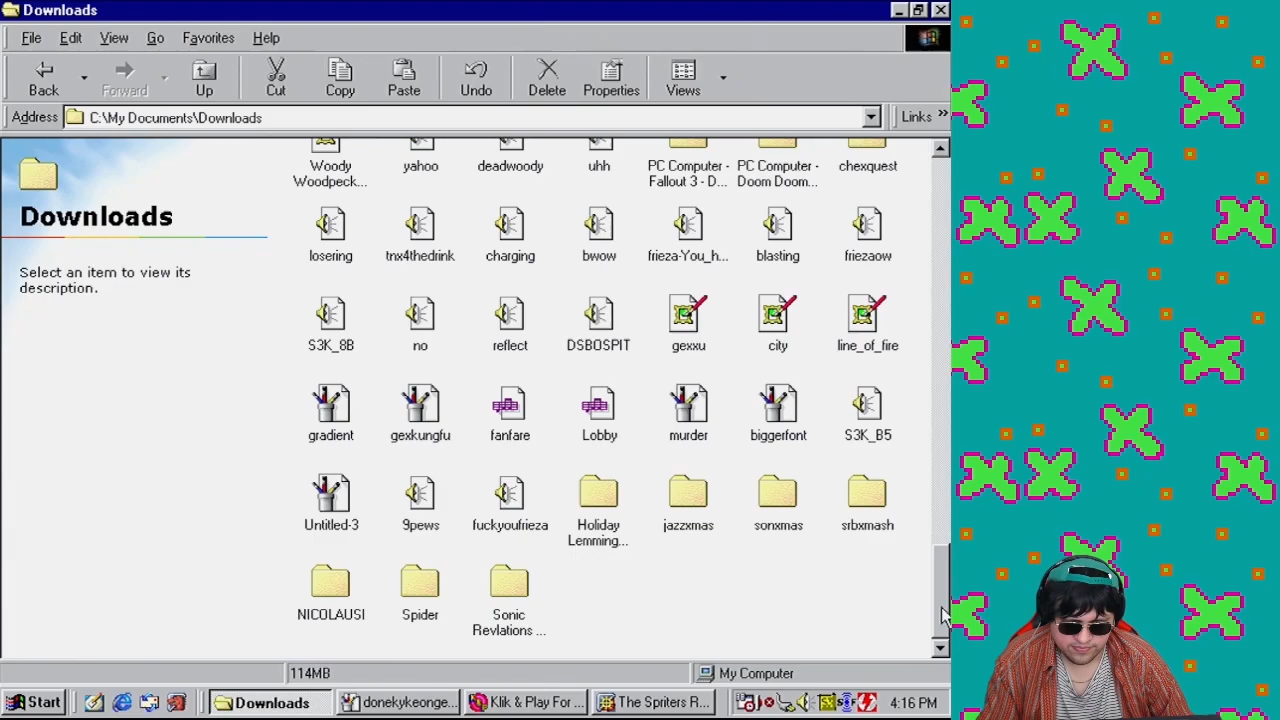 Downloads
File Edit View Go Favorites Help
Back Forward Up Cut Copy Paste Undo Delete Properties Views
Address C:\My Documents\Downloads Links »
Downloads
Select an item to view its
description.
Woody
Woodpeck... yahoo deadwoody uhh PC Computer -
Fallout 3 - D... PC Computer -
Doom Doom... chexquest
losering tnx4thedrink charging bwow frieza-You_h... blasting friezaow
S3K_8B no reflect DSBOSPIT gexxu city line_of_fire
gradient gexkungfu fanfare Lobby murder biggerfont S3K_B5
Untitled-3 9pews fuckyoufrieza Holiday
Lemming... jazzxmas sonxmas srbxmash
NICOLAUSI Spider Sonic
Revlations ...
114MB My Computer
Start Downloads donekykeonge... Klik & Play For ... The Spriters R... 4:16 PM